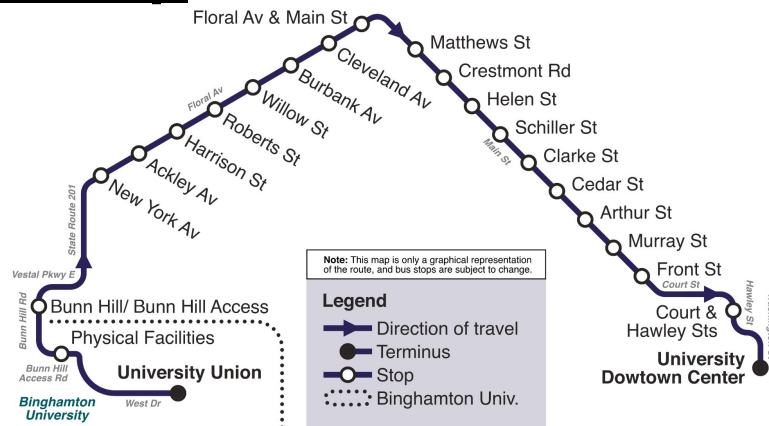 Floral Av & Main St
Cleveland Av
Burbank Av
Willow St
Roberts St
Harrison St
Ackley Av
New York Av
Floral Av
Matthews St
Crestmont Rd
Helen St
Schiller St
Clarke St
Cedar St
Arthur St
Murray St
Front St
Main St
State Route 201
Vestal Pkwy E
Bunn Hill Rd
Bunn Hill/ Bunn Hill Access
Physical Facilities
Bunn Hill
Access Rd
University Union
West Dr
Binghamton
University
Note: This map is only a graphical representation
of the route, and bus stops are subject to change.
Legend
Direction of travel
Terminus
Stop
Binghamton Univ.
Court St
Hawley St
Court &
Hawley Sts
University
Dowtown Center